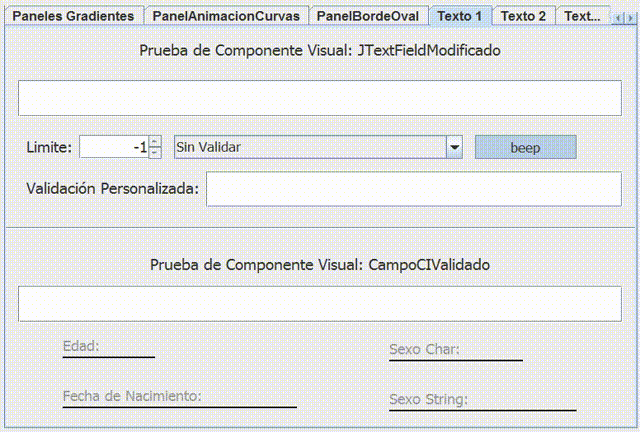 Paneles Gradientes PanelAnimacionCurvas PanelBordeOval Texto 1 Texto 2 Text...
Prueba de Componente Visual: JTextFieldModificado
Limite: -1 Sin Validar beep
Validación Personalizada:
Prueba de Componente Visual: CampoCIValidado
Edad: Sexo Char:
Fecha de Nacimiento: Sexo String: